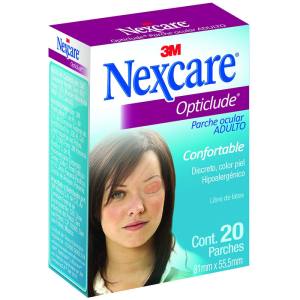 3M
Nexcare®
Opticlude®
Parche ocular
ADULTO
Confortable
Discreto, color piel
Hipoalergénico
Libre de látex
Cont. 20
Parches
81mm x 55,5mm